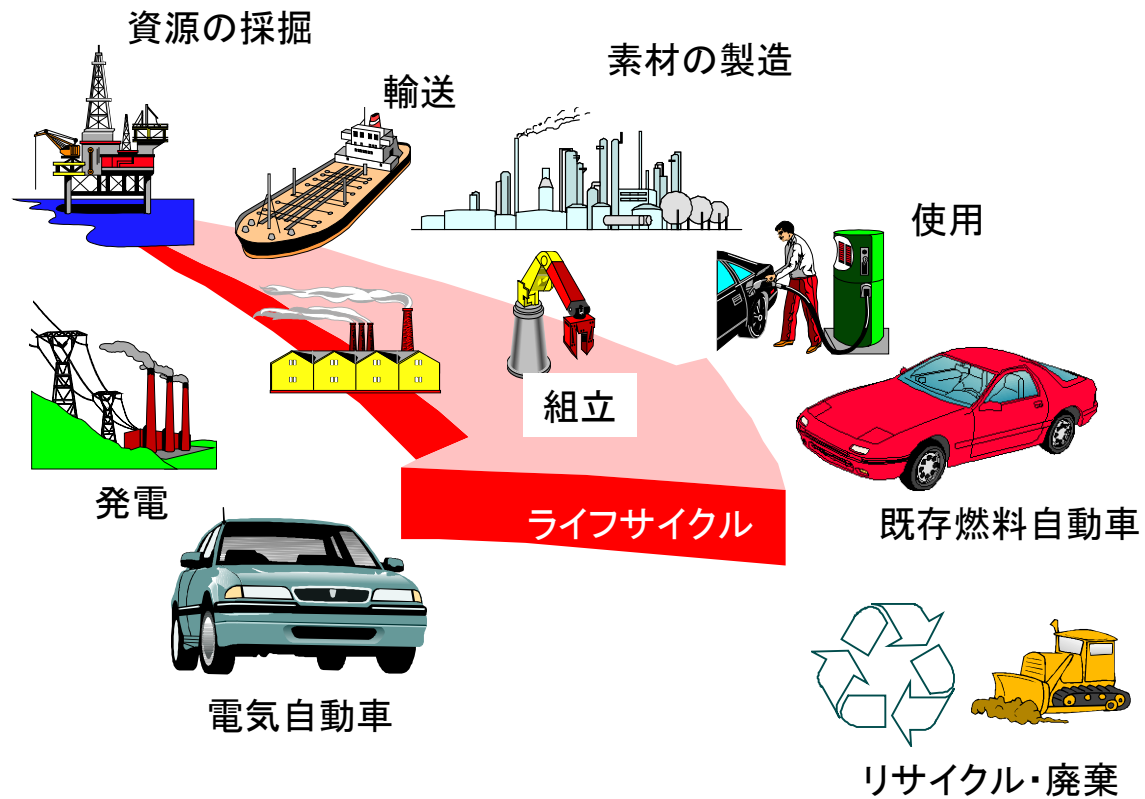 資源の採掘
輸送
素材の製造
使用
組立
発電
ライフサイクル
既存燃料自動車
電気自動車
リサイクル・廃棄